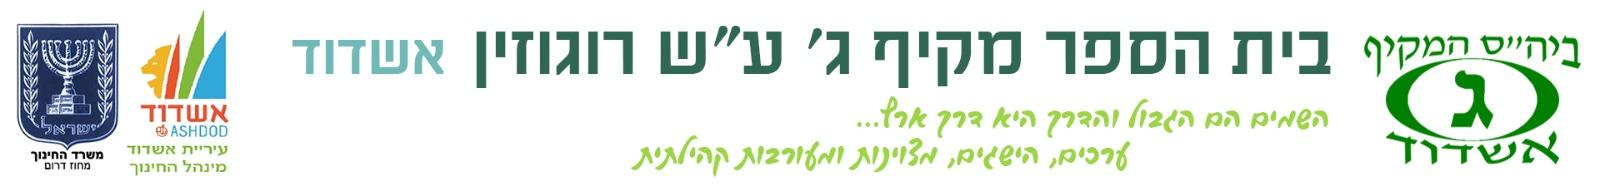 ביה"ס המקיף
ג
אשדוד
בית הספר מקיף ג' ע"ש רוגוזין אשדוד
השמים הם הגבול והדרך היא דרך ארץ...
ערכים, הישגים, מצוינות ומעורבות קהילתית
אשדוד
ASHDOD
עיריית אשדוד
מינהל החינוך
ישראל
משרד החינוך
מחוז דרום